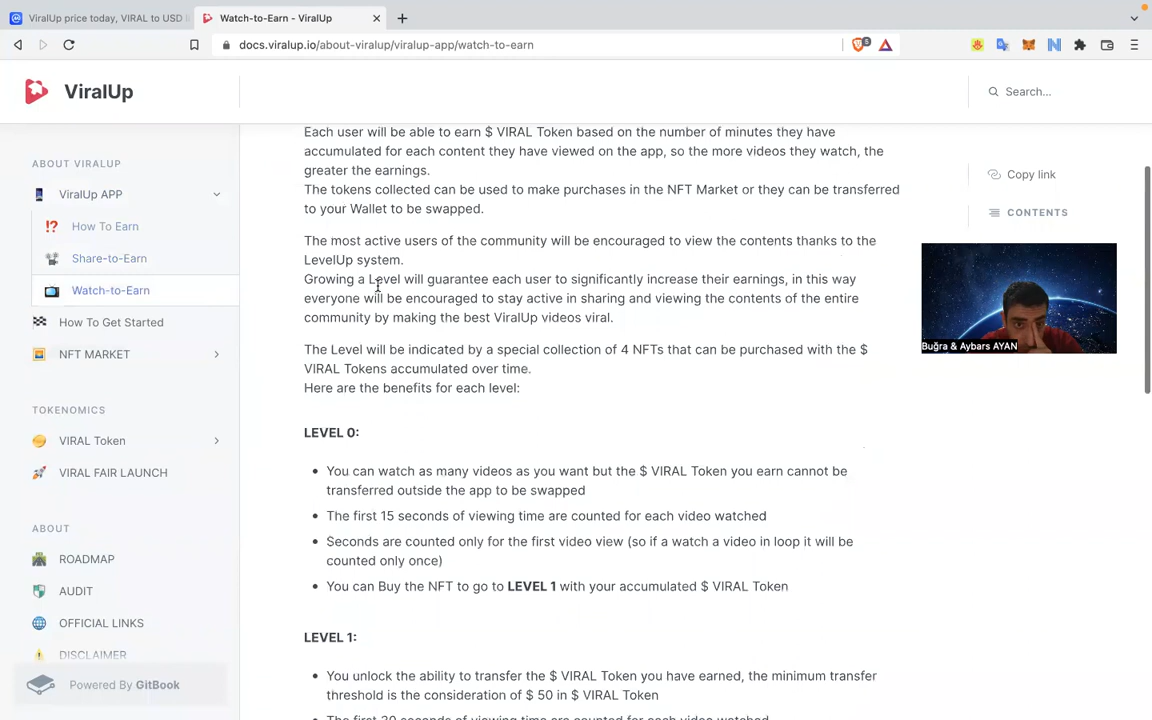 ViralUp price today, VIRAL to USD
Watch-to-Earn - ViralUp
docs.viralup.io/about-viralup/viralup-app/watch-to-earn
ViralUp
Search...
ABOUT VIRALUP
ViralUp APP
How To Earn
Share-to-Earn
Watch-to-Earn
How To Get Started
NFT MARKET
TOKENOMICS
VIRAL Token
VIRAL FAIR LAUNCH
ABOUT
ROADMAP
AUDIT
OFFICIAL LINKS
DISCLAIMER
Powered By GitBook
Each user will be able to earn $ VIRAL Token based on the number of minutes they have
accumulated for each content they have viewed on the app, so the more videos they watch, the
greater the earnings.
The tokens collected can be used to make purchases in the NFT Market or they can be transferred
to your Wallet to be swapped.
The most active users of the community will be encouraged to view the contents thanks to the
LevelUp system.
Growing a Level will guarantee each user to significantly increase their earnings, in this way
everyone will be encouraged to stay active in sharing and viewing the contents of the entire
community by making the best ViralUp videos viral.
The Level will be indicated by a special collection of 4 NFTs that can be purchased with the $
VIRAL Tokens accumulated over time.
Here are the benefits for each level:
LEVEL 0:
You can watch as many videos as you want but the $ VIRAL Token you earn cannot be
transferred outside the app to be swapped
The first 15 seconds of viewing time are counted for each video watched
Seconds are counted only for the first video view (so if a watch a video in loop it will be
counted only once)
You can Buy the NFT to go to LEVEL 1 with your accumulated $ VIRAL Token
LEVEL 1:
You unlock the ability to transfer the $ VIRAL Token you have earned, the minimum transfer
threshold is the consideration of $ 50 in $ VIRAL Token
The first 30 seconds of viewing time are counted for each video watched
Copy link
CONTENTS
Buğra & Aybars AYAN